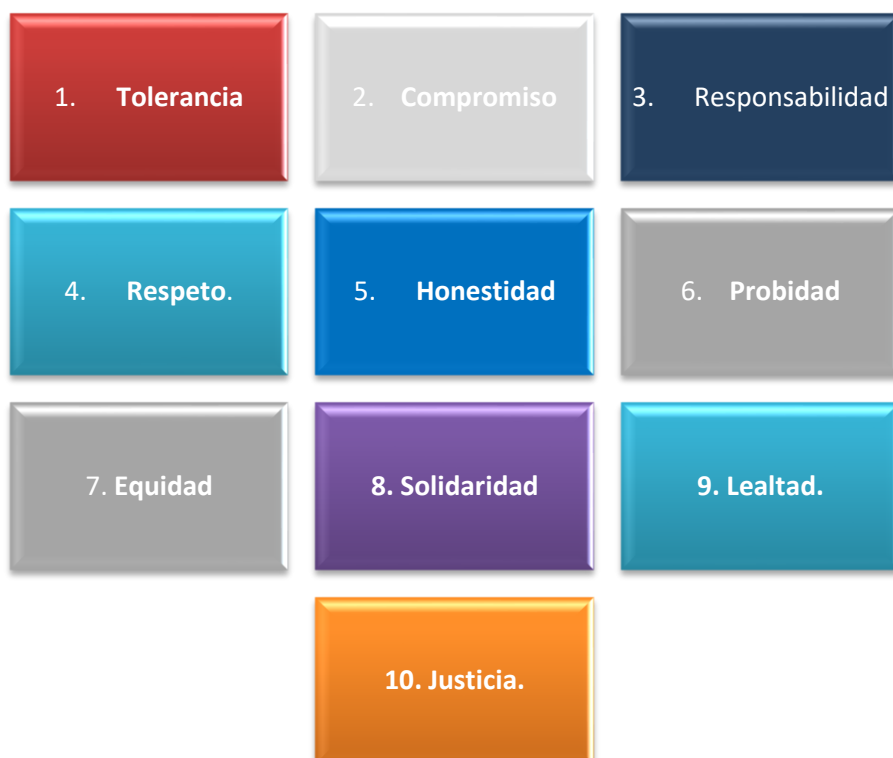 1. Tolerancia
2. Compromiso
3. Responsabilidad
4. Respeto.
5. Honestidad
6. Probidad
7. Equidad
8. Solidaridad
9. Lealtad.
10. Justicia.